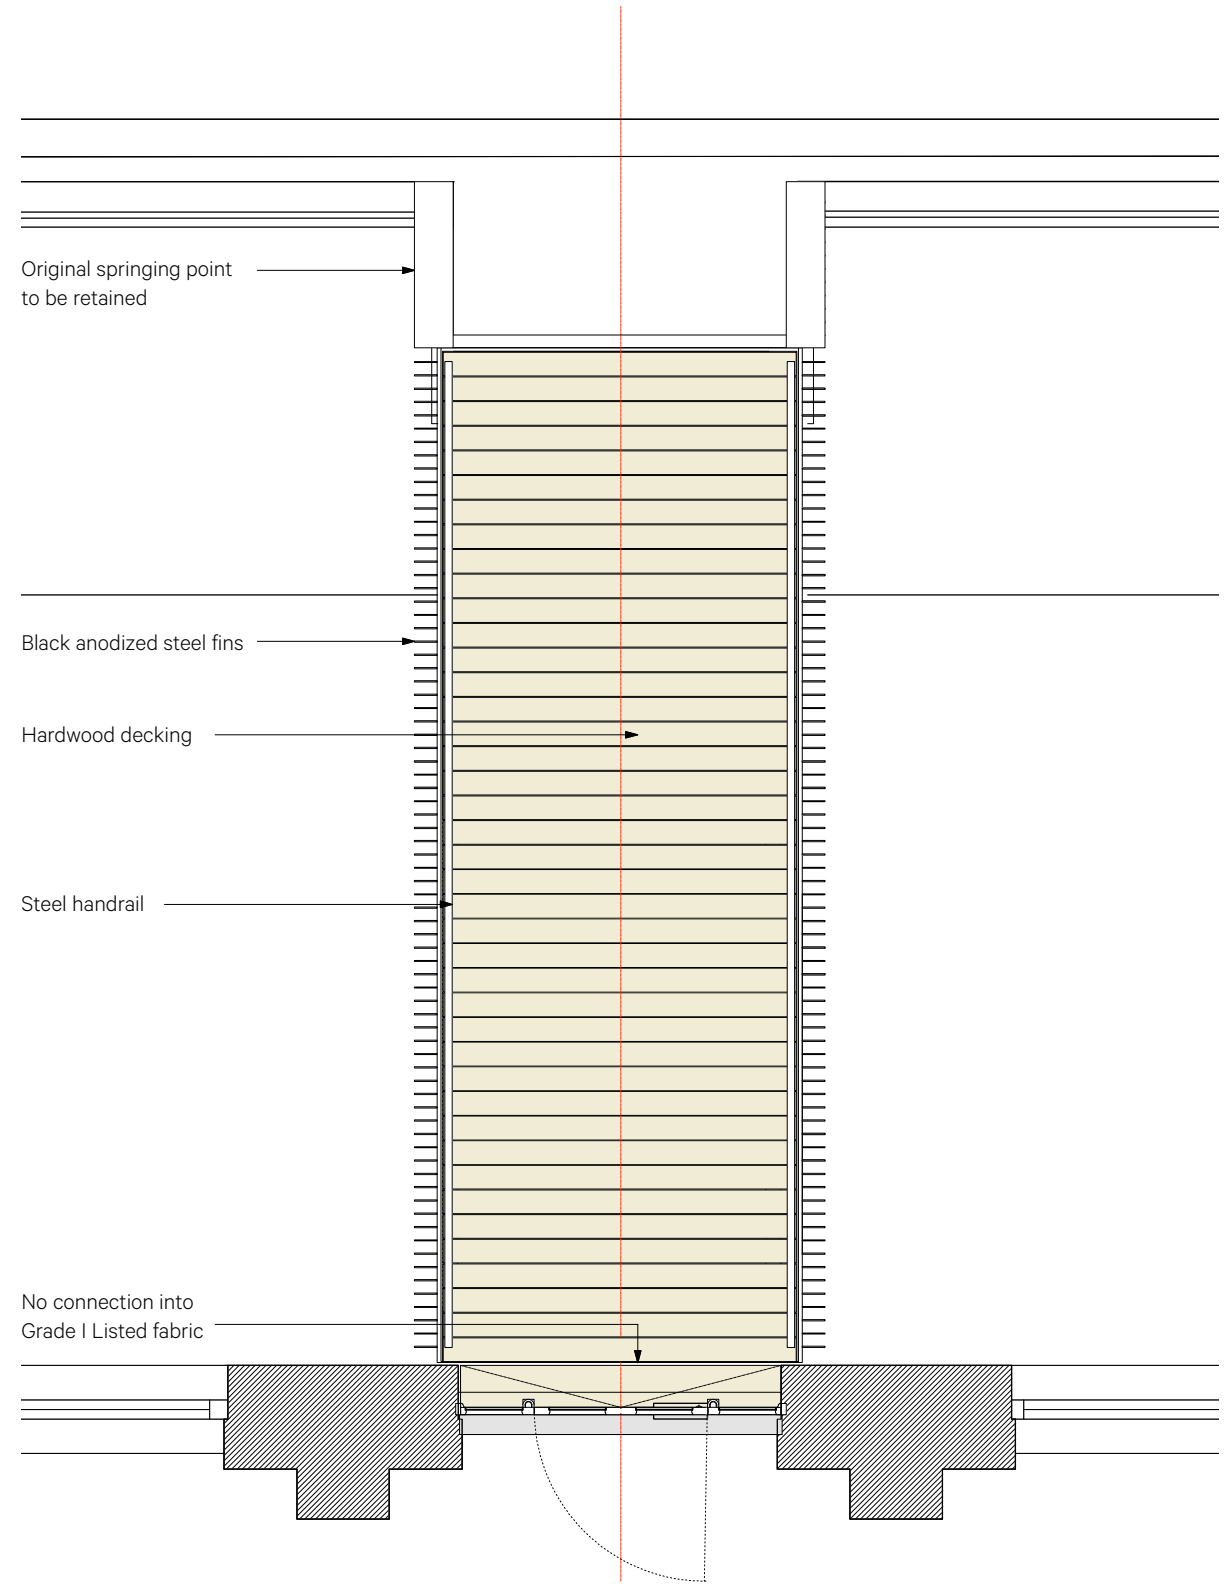 Original springing point
to be retained
Black anodized steel fins
Hardwood decking
Steel handrail
No connection into
Grade I Listed fabric